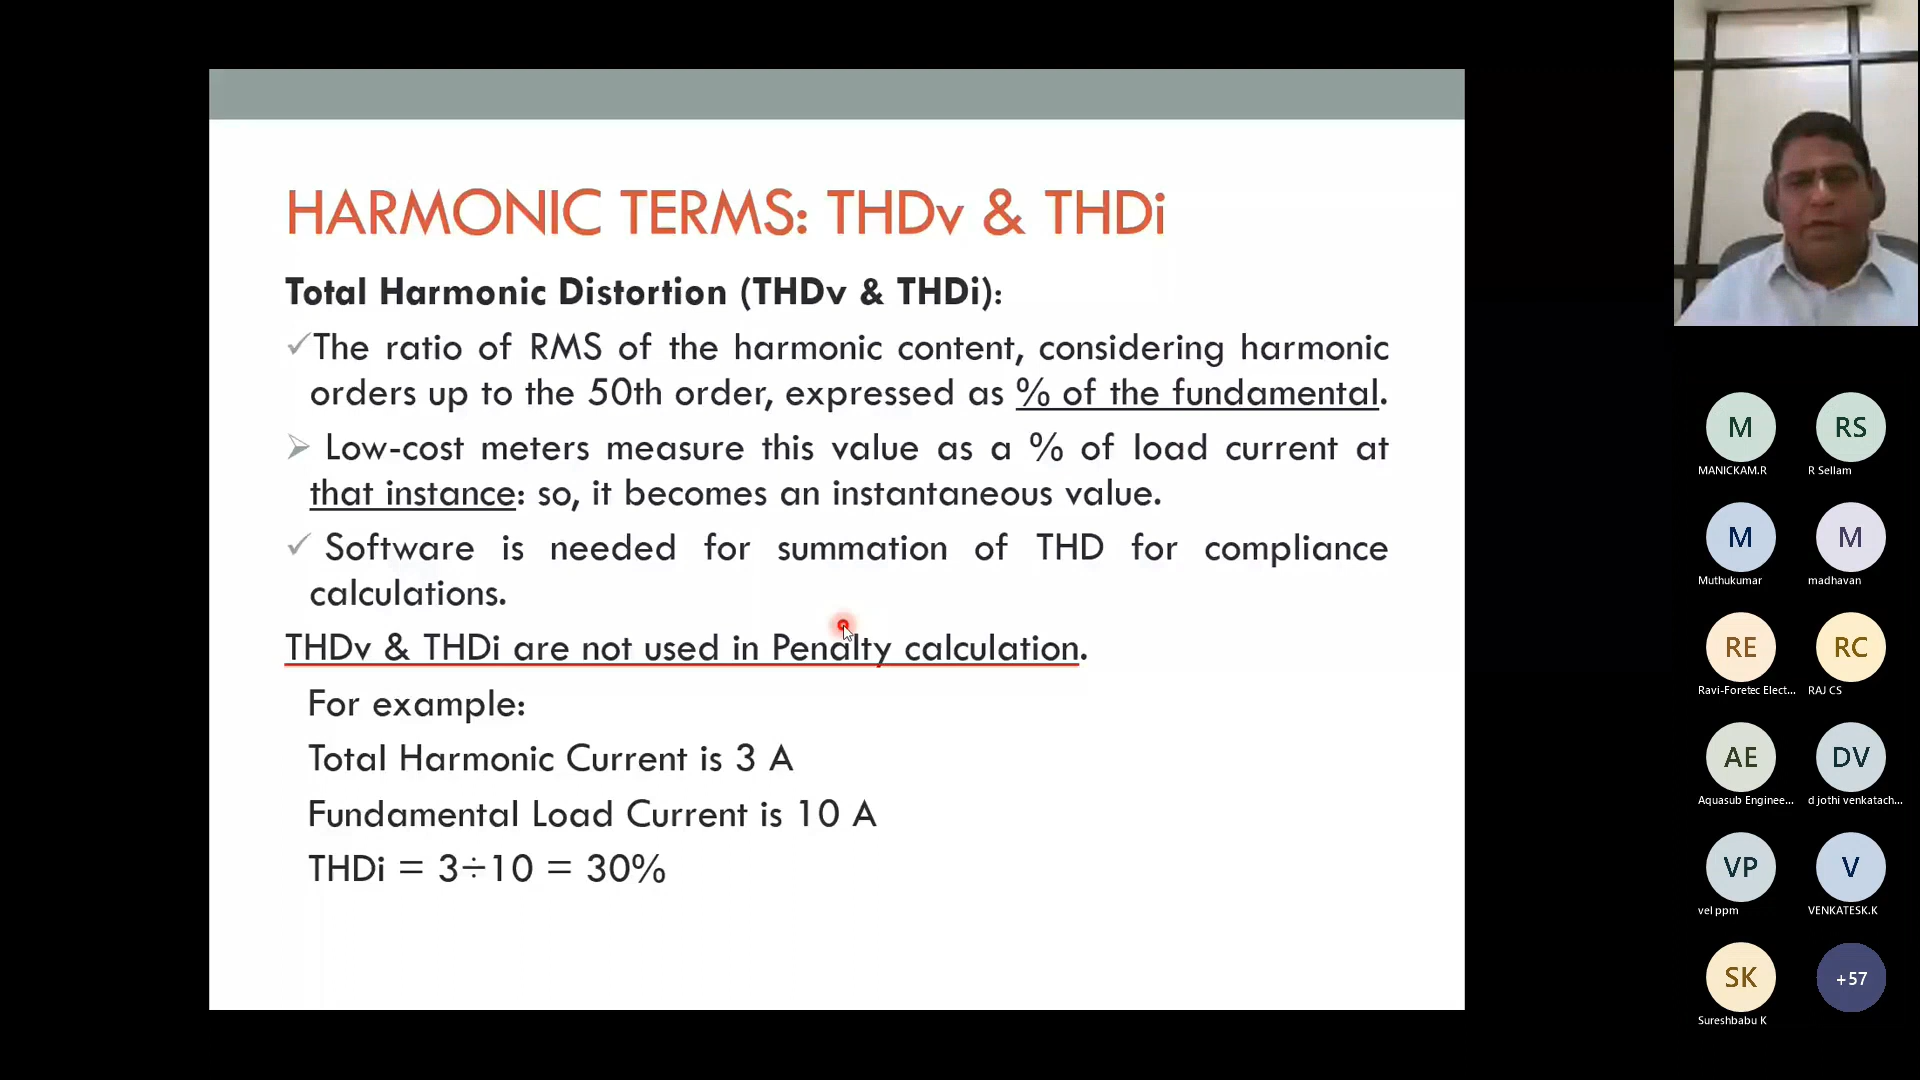 HARMONIC TERMS: THDv & THDi
Total Harmonic Distortion (THDv & THDi):
The ratio of RMS of the harmonic content, considering harmonic
orders up to the 50th order, expressed as % of the fundamental.
Low-cost meters measure this value as a % of load current at
that instance: so, it becomes an instantaneous value.
Software is needed for summation of THD for compliance
calculations.
THDv & THDi are not used in Penalty calculation.
For example:
Total Harmonic Current is 3 A
Fundamental Load Current is 10 A
THDi = 3÷10 = 30%
M RS
MANICKAM.R R Sellam
M M
Muthukumar madhavan
RE RC
Ravi-Foretec Elect... RAJ CS
AE DV
Aquasub Enginee... d jothi venkatach...
VP V
vel ppm VENKATESK.K
SK +57
Sureshbabu K